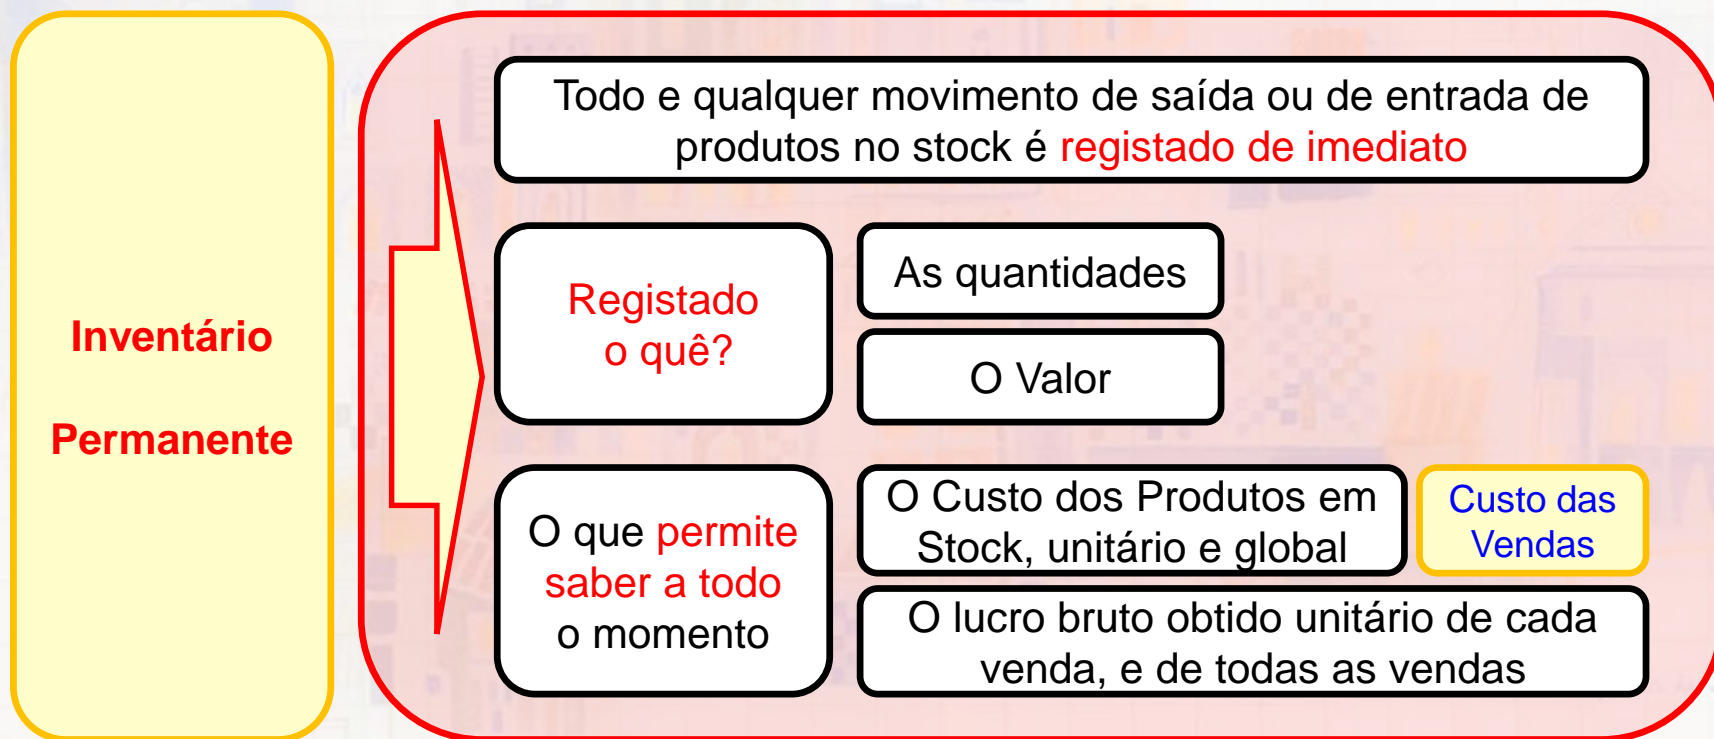 Inventário
Permanente
Todo e qualquer movimento de saída ou de entrada de
produtos no stock é registado de imediato
Registado
o quê?
As quantidades
O Valor
O que permite
saber a todo
o momento
O Custo dos Produtos em
Stock, unitário e global
Custo das
Vendas
O lucro bruto obtido unitário de cada
venda, e de todas as vendas